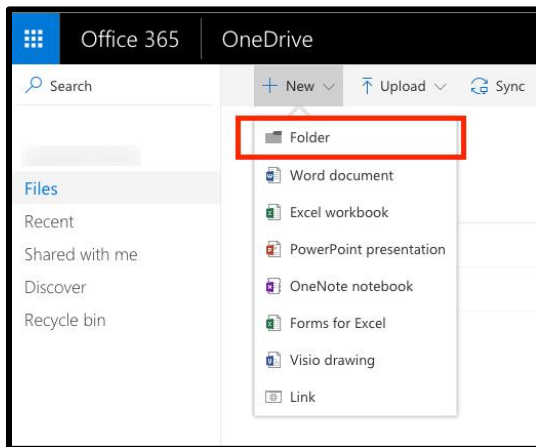 Office 365 OneDrive
Search
+ New Upload Sync
Folder
Word document
Excel workbook
PowerPoint presentation
OneNote notebook
Forms for Excel
Visio drawing
Link
Files
Recent
Shared with me
Discover
Recycle bin